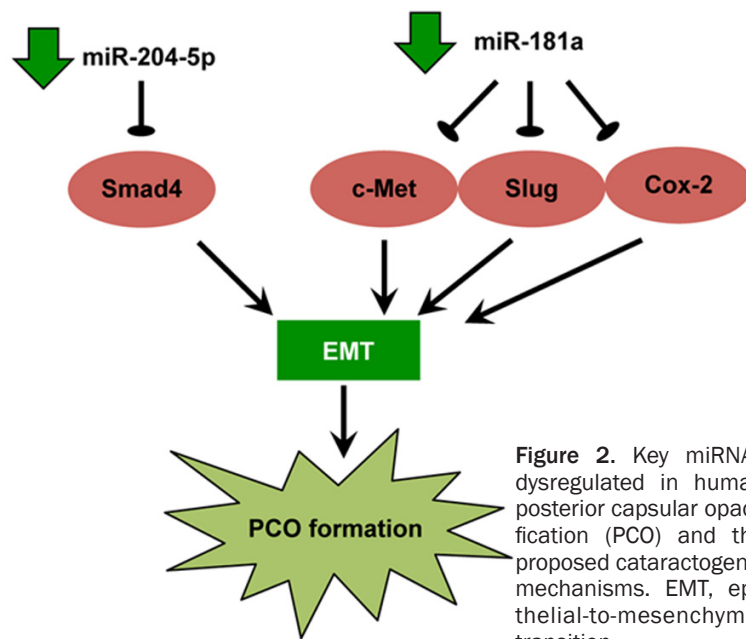 miR-204-5p
miR-181a
Smad4
c-Met
Slug
Cox-2
EMT
PCO formation
Figure 2. Key miRNA
dysregulated in huma
posterior capsular opac
fication (PCO) and th
proposed cataractogen
mechanisms. EMT, ep
thelial-to-mesenchym